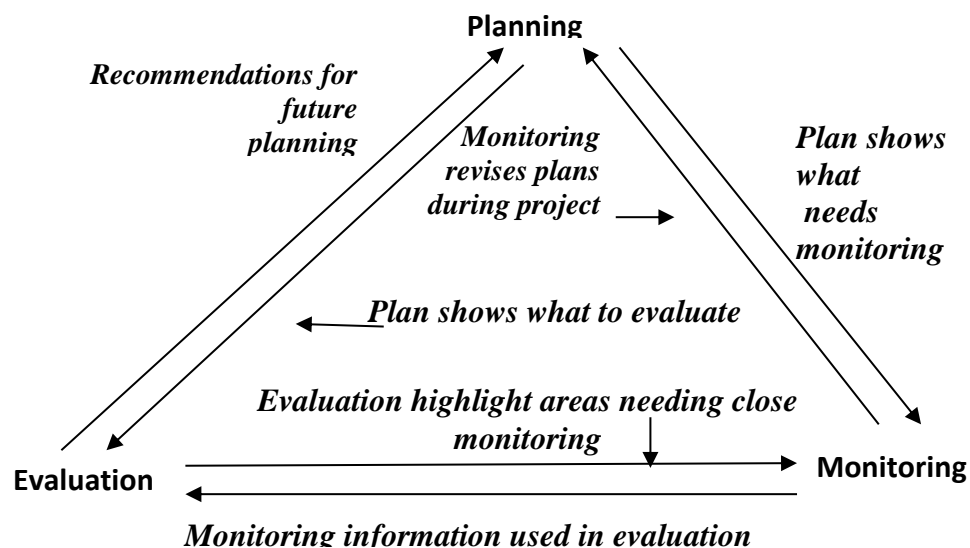 Planning
Recommendations for
future
planning
Monitoring
revises plans
during project
Plan shows
what
needs
monitoring
Plan shows what to evaluate
Evaluation highlight areas needing close
monitoring
Evaluation
Monitoring
Monitoring information used in evaluation